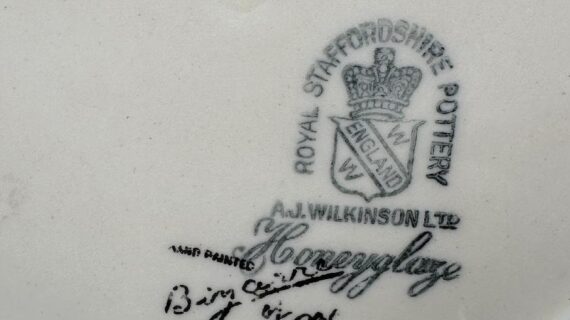 ROYAL STAFFORDSHIRE POTTERY
W
ENGLAND
W
A.J. WILKINSON LTD
Honeyglaze
HAND PAINTED